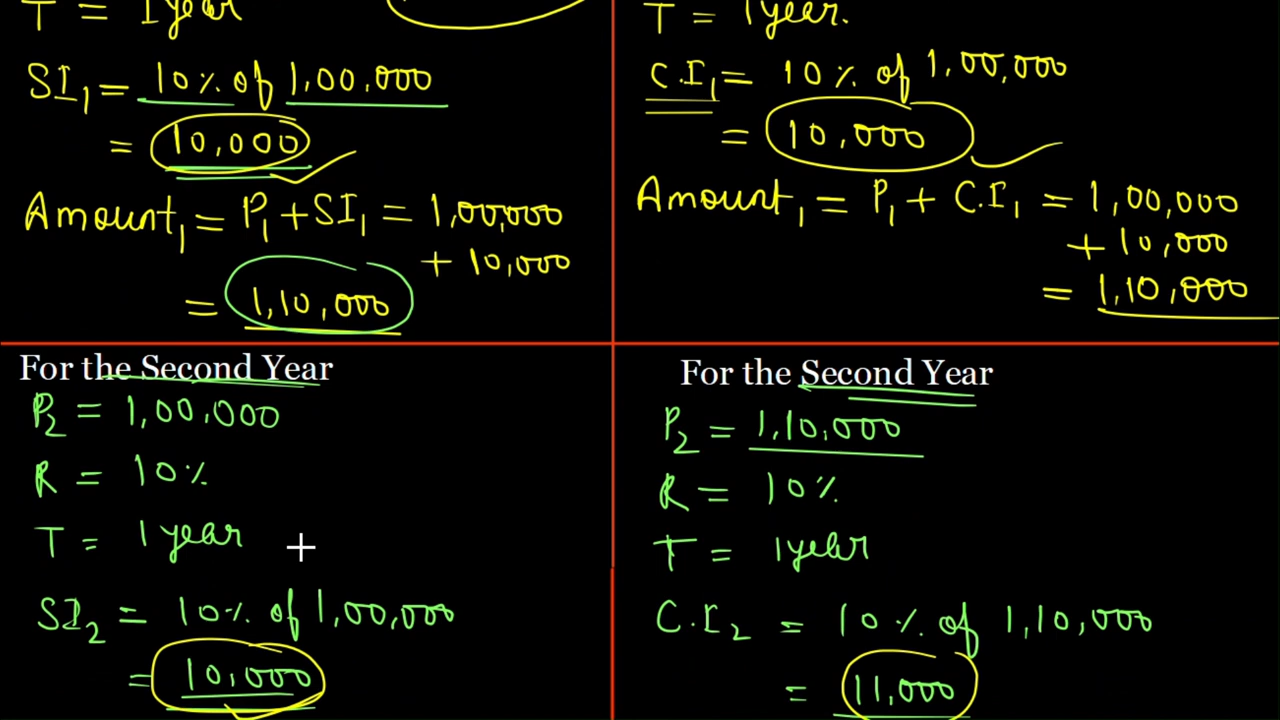 T = 1 year
SI1 = 10% of 1,00,000
= 10,000
Amount1 = P1 + SI1 = 1,00,000
+ 10,000
= 1,10,000
T = 1 year.
C.I1 = 10% of 1,00,000
= 10,000
Amount1 = P1 + C.I1 = 1,00,000
+ 10,000
= 1,10,000
For the Second Year
P2 = 1,00,000
R = 10%
T = 1 year
SI2 = 10% of 1,00,000
= 10,000
For the Second Year
P2 = 1,10,000
R = 10%
T = 1 year
C.I2 = 10% of 1,10,000
= 11,000